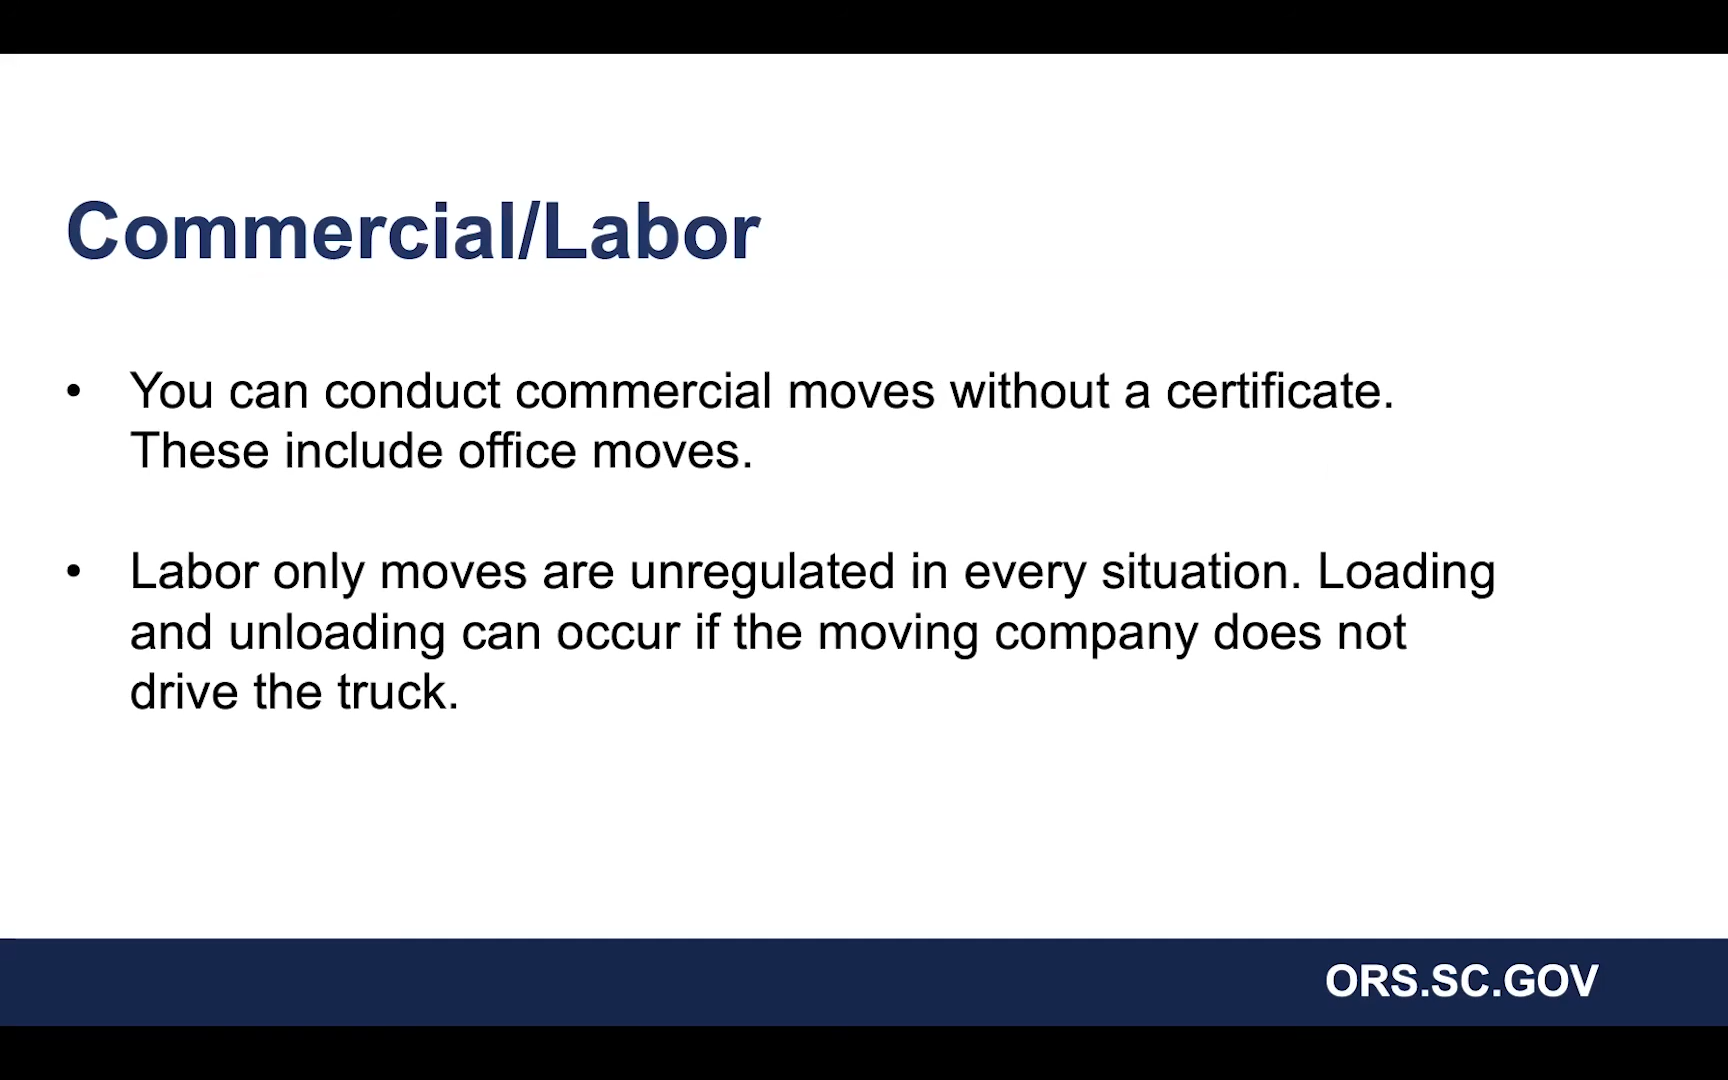 Commercial/Labor
• You can conduct commercial moves without a certificate.
These include office moves.
• Labor only moves are unregulated in every situation. Loading
and unloading can occur if the moving company does not
drive the truck.
ORS.SC.GOV